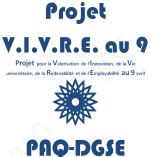 Projet
V.I.V.R.E. au 9
Projet pour la Valorisation de l'Innovation, de la Vie
universitaire, de la Redevabilité et de l'Employabilité au 9 avril
PAQ-DGSE